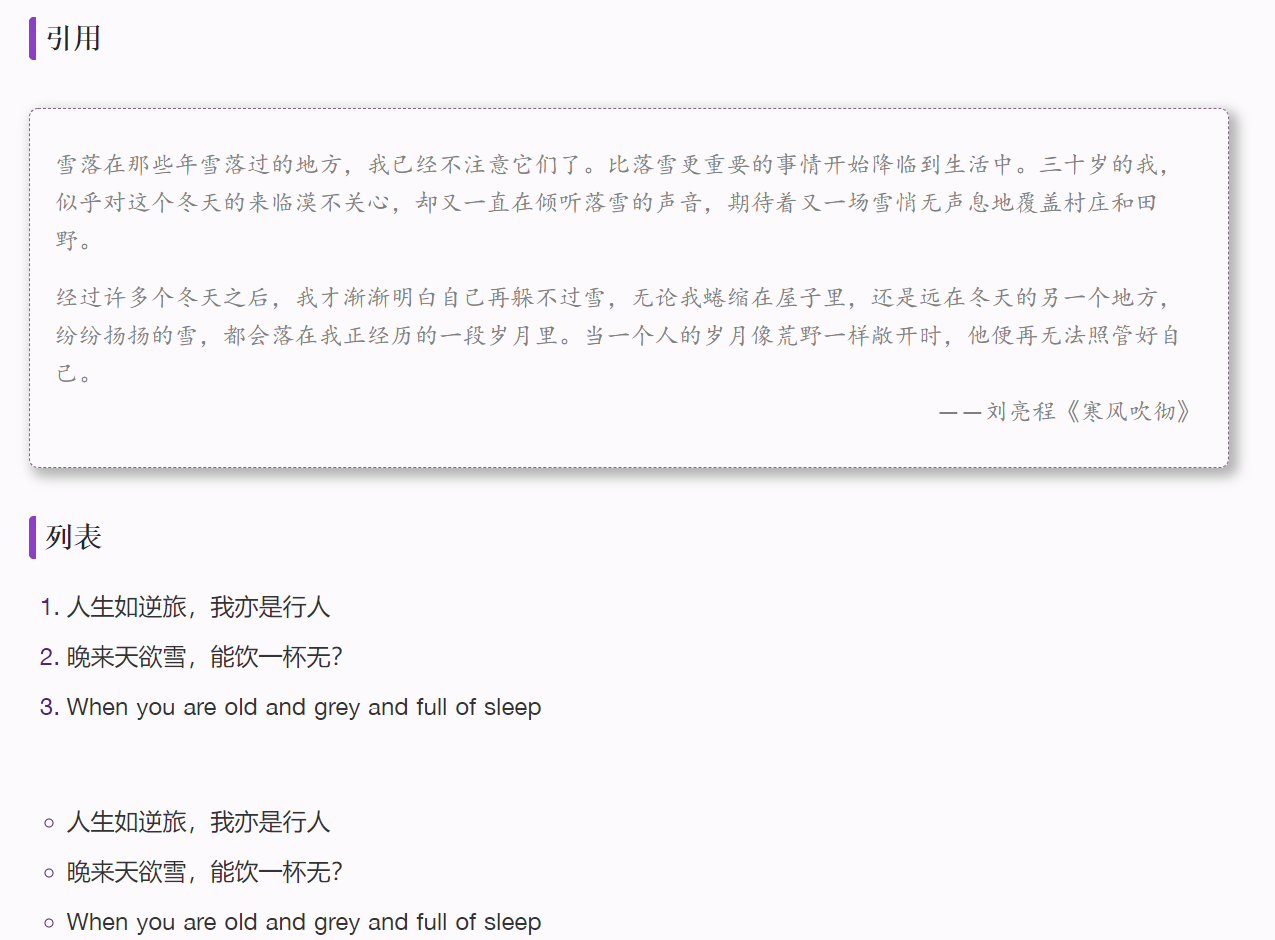 引用
雪落在那些年雪落过的地方，我已经不注意它们了。比落雪更重要的事情开始降临到生活中。三十岁的我，
似乎对这个冬天的来临漠不关心，却又一直在倾听落雪的声音，期待着又一场雪悄无声息地覆盖村庄和田
野。
经过许多个冬天之后，我才渐渐明白自己再躲不过雪，无论我蜷缩在屋子里，还是远在冬天的另一个地方，
纷纷扬扬的雪，都会落在我正经历的一段岁月里。当一个人的岁月像荒野一样敞开时，他便再无法照管好自
己。
——刘亮程《寒风吹彻》
列表
1. 人生如逆旅，我亦是行人
2. 晚来天欲雪，能饮一杯无？
3. When you are old and grey and full of sleep
◦ 人生如逆旅，我亦是行人
◦ 晚来天欲雪，能饮一杯无？
◦ When you are old and grey and full of sleep